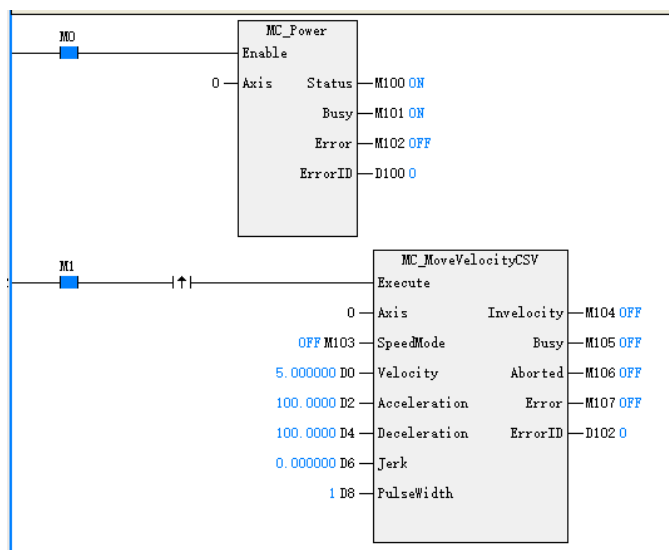 M0
MC_Power
Enable
0 Axis Status M100 ON
Busy M101 ON
Error M102 OFF
ErrorID D100 0
M1
MC_MoveVelocityCSV
Execute
0 Axis Invelocity M104 OFF
OFF M103 SpeedMode Busy M105 OFF
5.000000 D0 Velocity Aborted M106 OFF
100.0000 D2 Acceleration Error M107 OFF
100.0000 D4 Deceleration ErrorID D102 0
0.000000 D6 Jerk
1 D8 PulseWidth